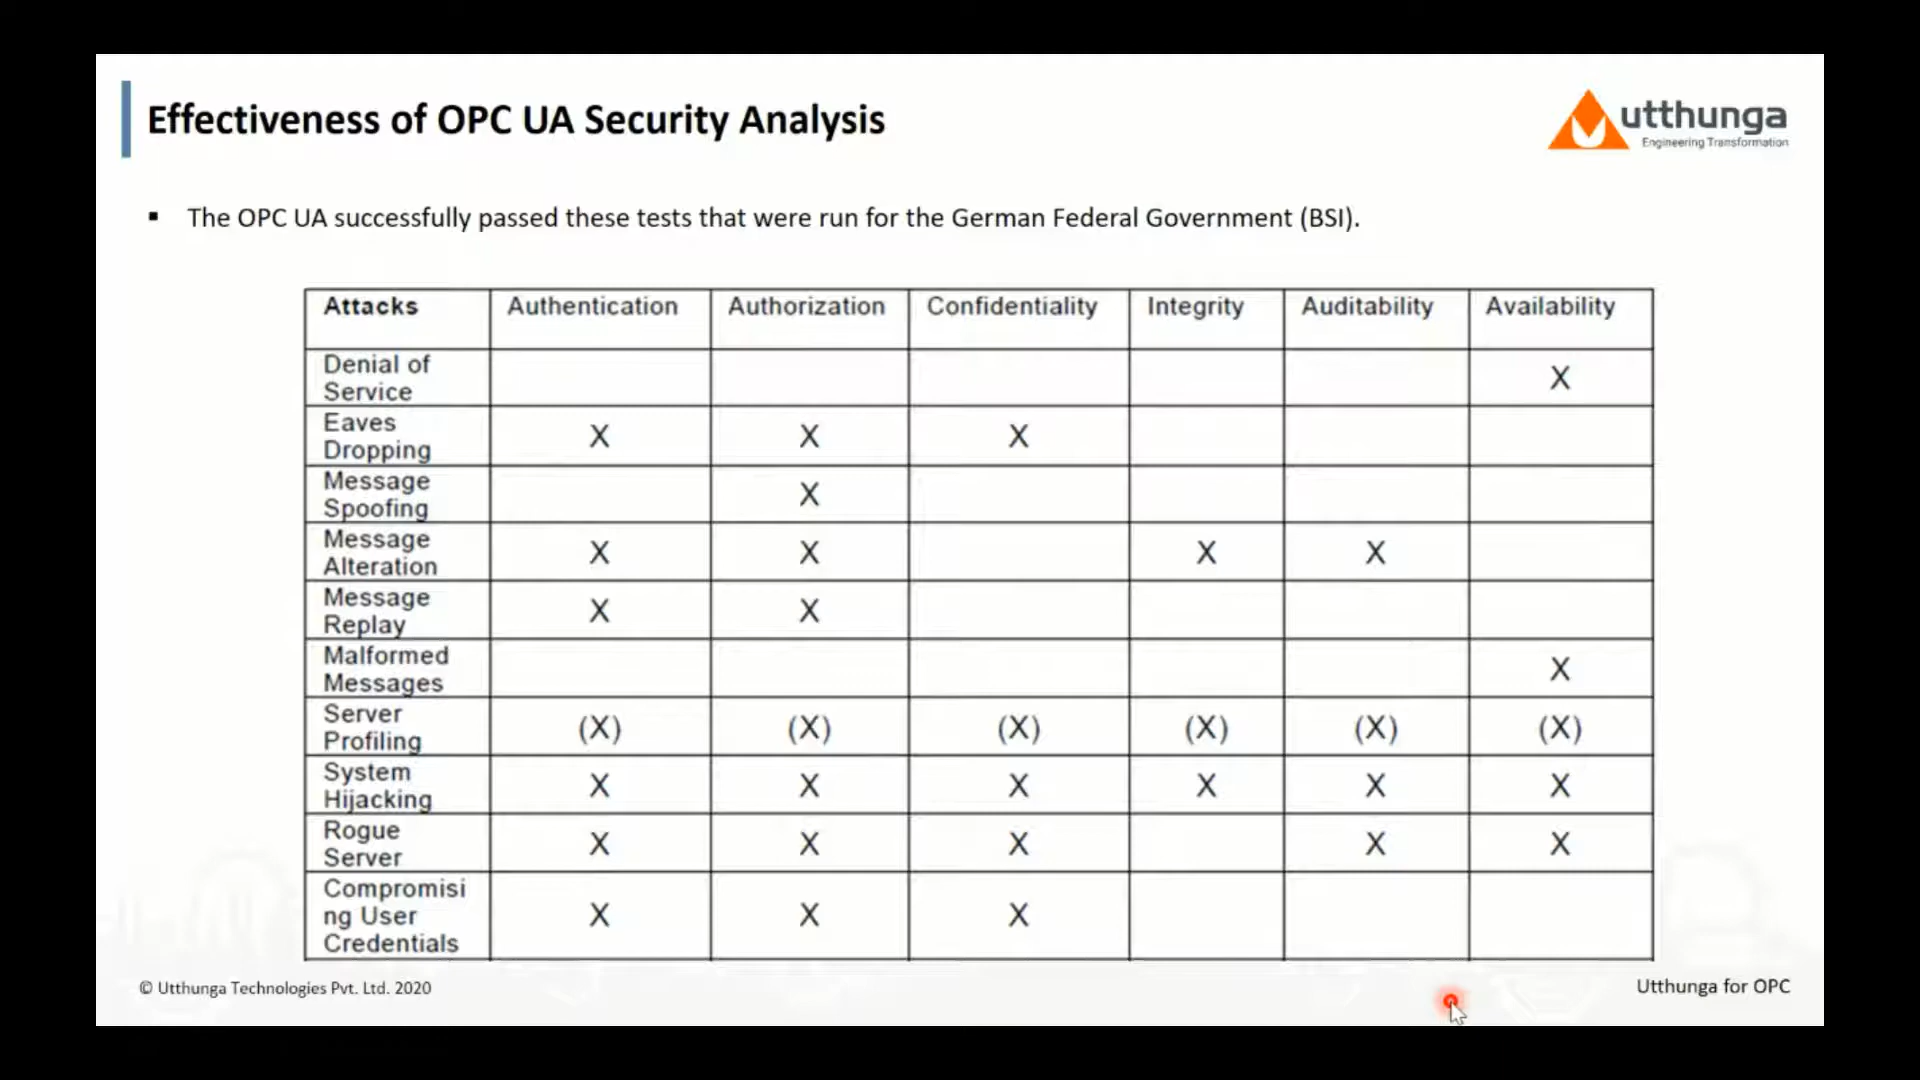 Effectiveness of OPC UA Security Analysis
utthunga
Engineering Transformation
▪ The OPC UA successfully passed these tests that were run for the German Federal Government (BSI).
Attacks Authentication Authorization Confidentiality Integrity Auditability Availability
Denial of
Service X
Eaves
Dropping X X X
Message
Spoofing X
Message
Alteration X X X X
Message
Replay X X
Malformed
Messages X
Server
Profiling (X) (X) (X) (X) (X) (X)
System
Hijacking X X X X X X
Rogue
Server X X X X X
Compromisi
ng User X X X
Credentials
© Utthunga Technologies Pvt. Ltd. 2020
Utthunga for OPC